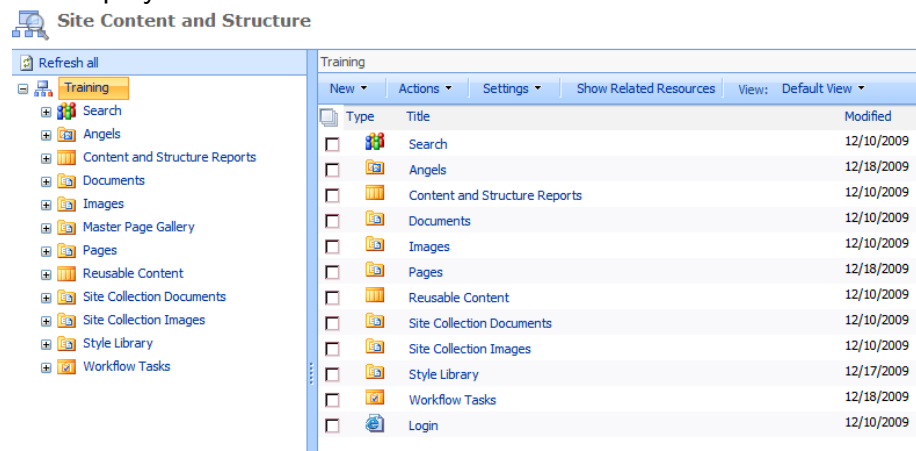 Site Content and Structure
Refresh all
Training
Search
Angels
Content and Structure Reports
Documents
Images
Master Page Gallery
Pages
Reusable Content
Site Collection Documents
Site Collection Images
Style Library
Workflow Tasks
Training
New Actions Settings Show Related Resources View: Default View
Type Title Modified
Search 12/10/2009
Angels 12/18/2009
Content and Structure Reports 12/10/2009
Documents 12/10/2009
Images 12/10/2009
Pages 12/18/2009
Reusable Content 12/10/2009
Site Collection Documents 12/10/2009
Site Collection Images 12/10/2009
Style Library 12/17/2009
Workflow Tasks 12/18/2009
Login 12/10/2009